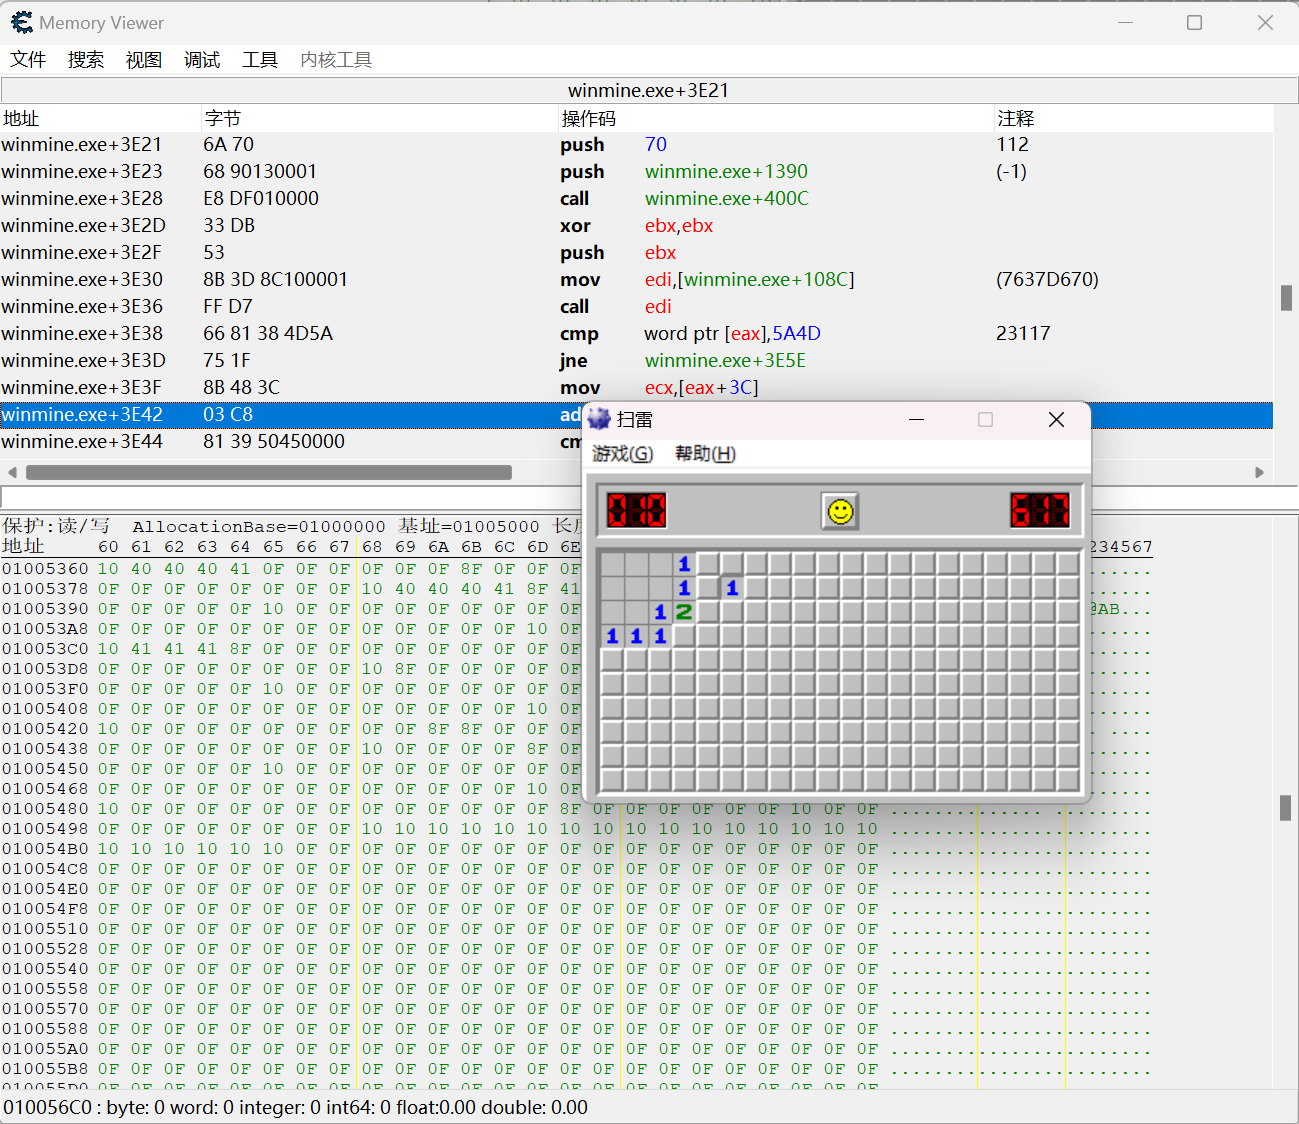 Memory Viewer
文件 搜索 视图 调试 工具 内核工具
winmine.exe+3E21
地址 字节 操作码 注释
winmine.exe+3E21 6A 70 push 70 112
winmine.exe+3E23 68 90130001 push winmine.exe+1390 (-1)
winmine.exe+3E28 E8 DF010000 call winmine.exe+400C
winmine.exe+3E2D 33 DB xor ebx,ebx
winmine.exe+3E2F 53 push ebx
winmine.exe+3E30 8B 3D 8C100001 mov edi,[winmine.exe+108C] (7637D670)
winmine.exe+3E36 FF D7 call edi
winmine.exe+3E38 66 81 38 4D5A cmp word ptr [eax],5A4D 23117
winmine.exe+3E3D 75 1F jne winmine.exe+3E5E
winmine.exe+3E3F 8B 48 3C mov ecx,[eax+3C]
winmine.exe+3E42 03 C8 ad
winmine.exe+3E44 81 39 50450000 cm
扫雷
游戏(G) 帮助(H)
010
1
1 1
1 2
1 1 1
保护:读/写 AllocationBase=01000000 基址=01005000 长
地址 60 61 62 63 64 65 66 67 68 69 6A 6B 6C 6D 6E 234567
01005360 10 40 40 40 41 0F 0F 0F 0F 0F 0F 8F 0F 0F 0F ......
01005378 0F 0F 0F 0F 0F 0F 0F 0F 10 40 40 40 41 8F 41 ......
01005390 0F 0F 0F 0F 0F 10 0F 0F 0F 0F 0F 0F 0F 0F 0F @AB...
010053A8 0F 0F 0F 0F 0F 0F 0F 0F 0F 0F 0F 0F 0F 10 0F ......
010053C0 10 41 41 41 8F 0F 0F 0F 0F 0F 0F 0F 0F 0F 0F ......
010053D8 0F 0F 0F 0F 0F 0F 0F 0F 10 8F 0F 0F 0F 0F 0F ......
010053F0 0F 0F 0F 0F 0F 10 0F 0F 0F 0F 0F 0F 0F 0F 0F ......
01005408 0F 0F 0F 0F 0F 0F 0F 0F 0F 0F 0F 0F 0F 10 0F ......
01005420 10 0F 0F 0F 0F 0F 0F 0F 0F 0F 8F 8F 0F 0F 0F ......
01005438 0F 0F 0F 0F 0F 0F 0F 0F 10 0F 0F 0F 0F 8F 0F ......
01005450 0F 0F 0F 0F 0F 10 0F 0F 0F 0F 0F 0F 0F 0F 0F ......
01005468 0F 0F 0F 0F 0F 0F 0F 0F 0F 0F 0F 0F 0F 10 0F ......
01005480 10 0F 0F 0F 0F 0F 0F 0F 0F 0F 0F 0F 0F 0F 8F 0F 0F 0F 0F 0F 0F 10 0F 0F ........................
01005498 0F 0F 0F 0F 0F 0F 0F 0F 10 10 10 10 10 10 10 10 10 10 10 10 10 10 10 10 ........................
010054B0 10 10 10 10 10 10 0F 0F 0F 0F 0F 0F 0F 0F 0F 0F 0F 0F 0F 0F 0F 0F 0F 0F ........................
010054C8 0F 0F 0F 0F 0F 0F 0F 0F 0F 0F 0F 0F 0F 0F 0F 0F 0F 0F 0F 0F 0F 0F 0F 0F ........................
010054E0 0F 0F 0F 0F 0F 0F 0F 0F 0F 0F 0F 0F 0F 0F 0F 0F 0F 0F 0F 0F 0F 0F 0F 0F ........................
010054F8 0F 0F 0F 0F 0F 0F 0F 0F 0F 0F 0F 0F 0F 0F 0F 0F 0F 0F 0F 0F 0F 0F 0F 0F ........................
01005510 0F 0F 0F 0F 0F 0F 0F 0F 0F 0F 0F 0F 0F 0F 0F 0F 0F 0F 0F 0F 0F 0F 0F 0F ........................
01005528 0F 0F 0F 0F 0F 0F 0F 0F 0F 0F 0F 0F 0F 0F 0F 0F 0F 0F 0F 0F 0F 0F 0F 0F ........................
01005540 0F 0F 0F 0F 0F 0F 0F 0F 0F 0F 0F 0F 0F 0F 0F 0F 0F 0F 0F 0F 0F 0F 0F 0F ........................
01005558 0F 0F 0F 0F 0F 0F 0F 0F 0F 0F 0F 0F 0F 0F 0F 0F 0F 0F 0F 0F 0F 0F 0F 0F ........................
01005570 0F 0F 0F 0F 0F 0F 0F 0F 0F 0F 0F 0F 0F 0F 0F 0F 0F 0F 0F 0F 0F 0F 0F 0F ........................
01005588 0F 0F 0F 0F 0F 0F 0F 0F 0F 0F 0F 0F 0F 0F 0F 0F 0F 0F 0F 0F 0F 0F 0F 0F ........................
010055A0 0F 0F 0F 0F 0F 0F 0F 0F 0F 0F 0F 0F 0F 0F 0F 0F 0F 0F 0F 0F 0F 0F 0F 0F ........................
010055B8 0F 0F 0F 0F 0F 0F 0F 0F 0F 0F 0F 0F 0F 0F 0F 0F 0F 0F 0F 0F 0F 0F 0F 0F ........................
010055D0 0F 0F 0F 0F 0F 0F 0F 0F 0F 0F 0F 0F 0F 0F 0F 0F 0F 0F 0F 0F 0F 0F 0F 0F
010056C0 : byte: 0 word: 0 integer: 0 int64: 0 float:0.00 double: 0.00